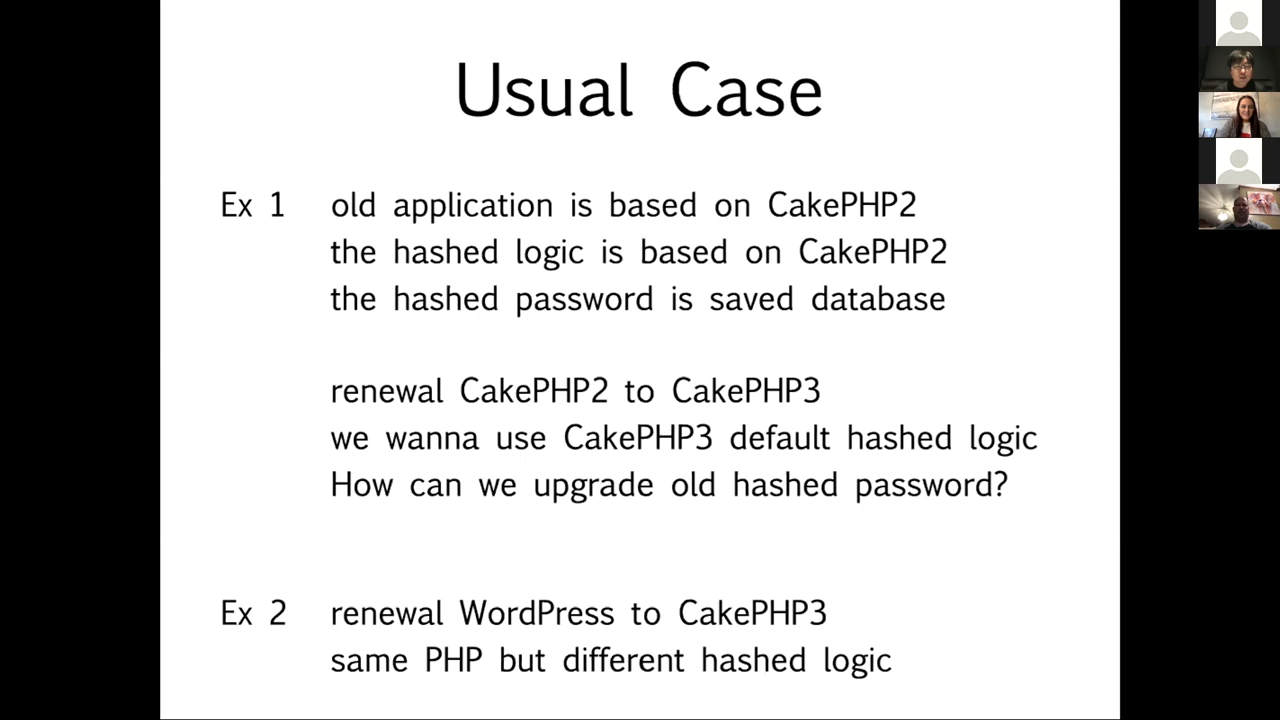 Usual Case
Ex 1 old application is based on CakePHP2
the hashed logic is based on CakePHP2
the hashed password is saved database
renewal CakePHP2 to CakePHP3
we wanna use CakePHP3 default hashed logic
How can we upgrade old hashed password?
Ex 2 renewal WordPress to CakePHP3
same PHP but different hashed logic